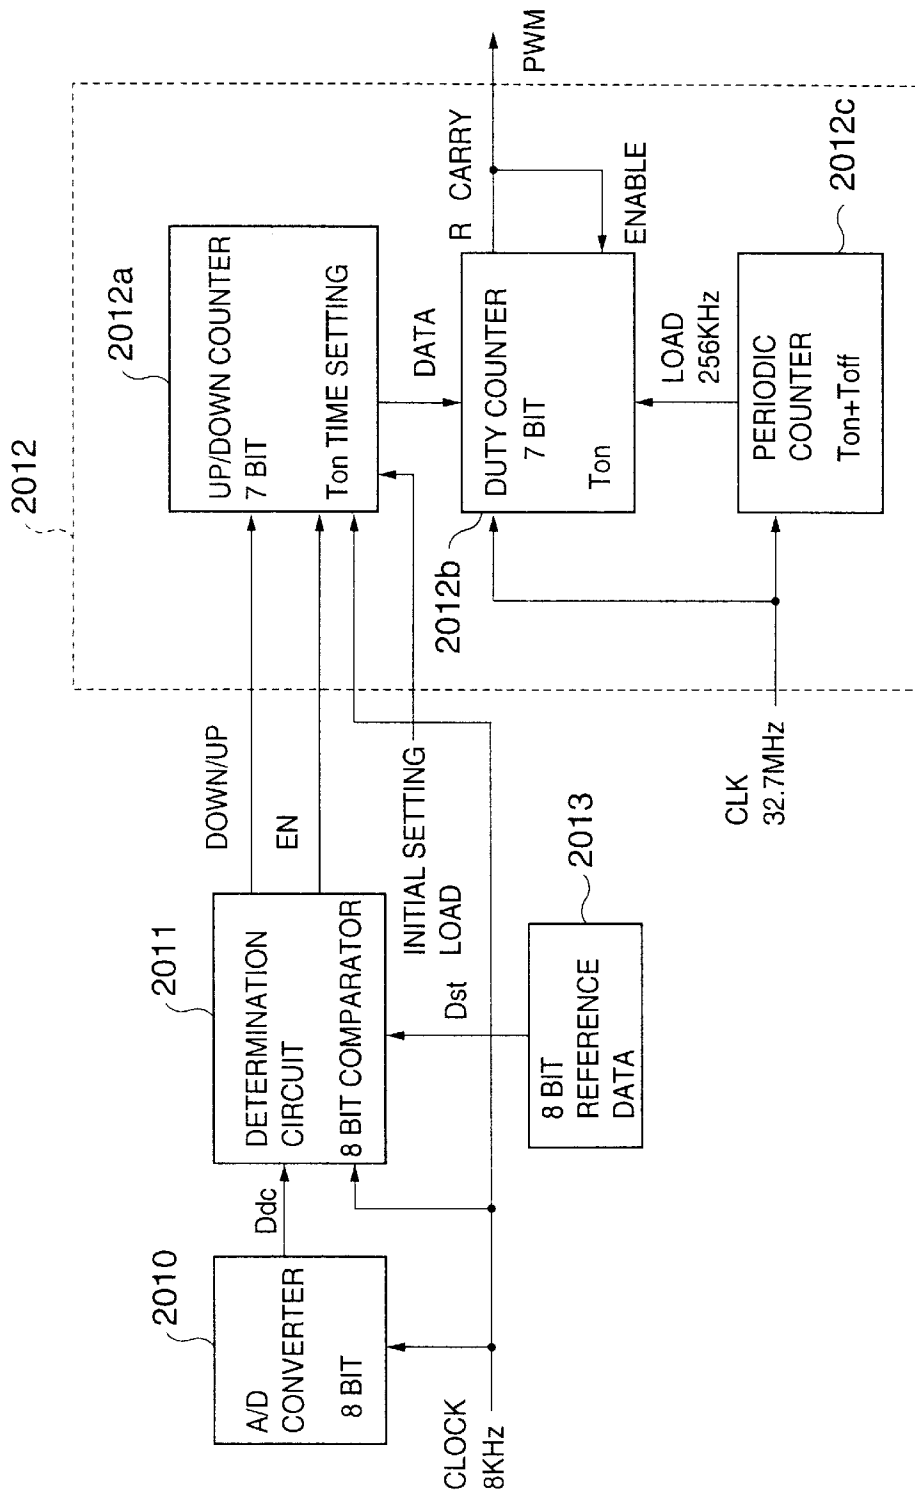 2012
2010
A/D
CONVERTER
8 BIT
Ddc
2011
DETERMINATION
CIRCUIT
8 BIT COMPARATOR
DOWN/UP
EN
INITIAL SETTING
LOAD
Dst
2013
8 BIT
REFERENCE
DATA
CLOCK
8KHz
2012a
UP/DOWN COUNTER
7 BIT
Ton TIME SETTING
DATA
2012b
DUTY COUNTER
7 BIT
Ton
R CARRY
PWM
ENABLE
LOAD
256KHz
2012c
PERIODIC
COUNTER
Ton+Toff
CLK
32.7MHz